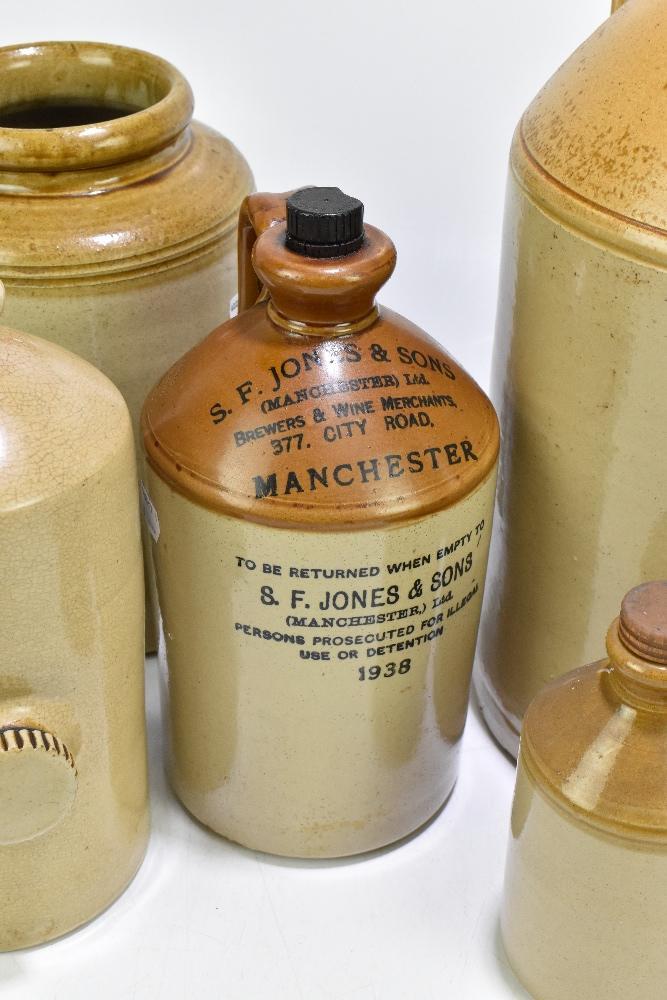 S. F. JONES & SONS
(MANCHESTER) Ltd.
BREWERS & WINE MERCHANTS,
377. CITY ROAD,
MANCHESTER
TO BE RETURNED WHEN EMPTY TO
S. F. JONES & SONS
(MANCHESTER,) Ltd.
PERSONS PROSECUTED FOR ILLEGAL
USE OR DETENTION
1938